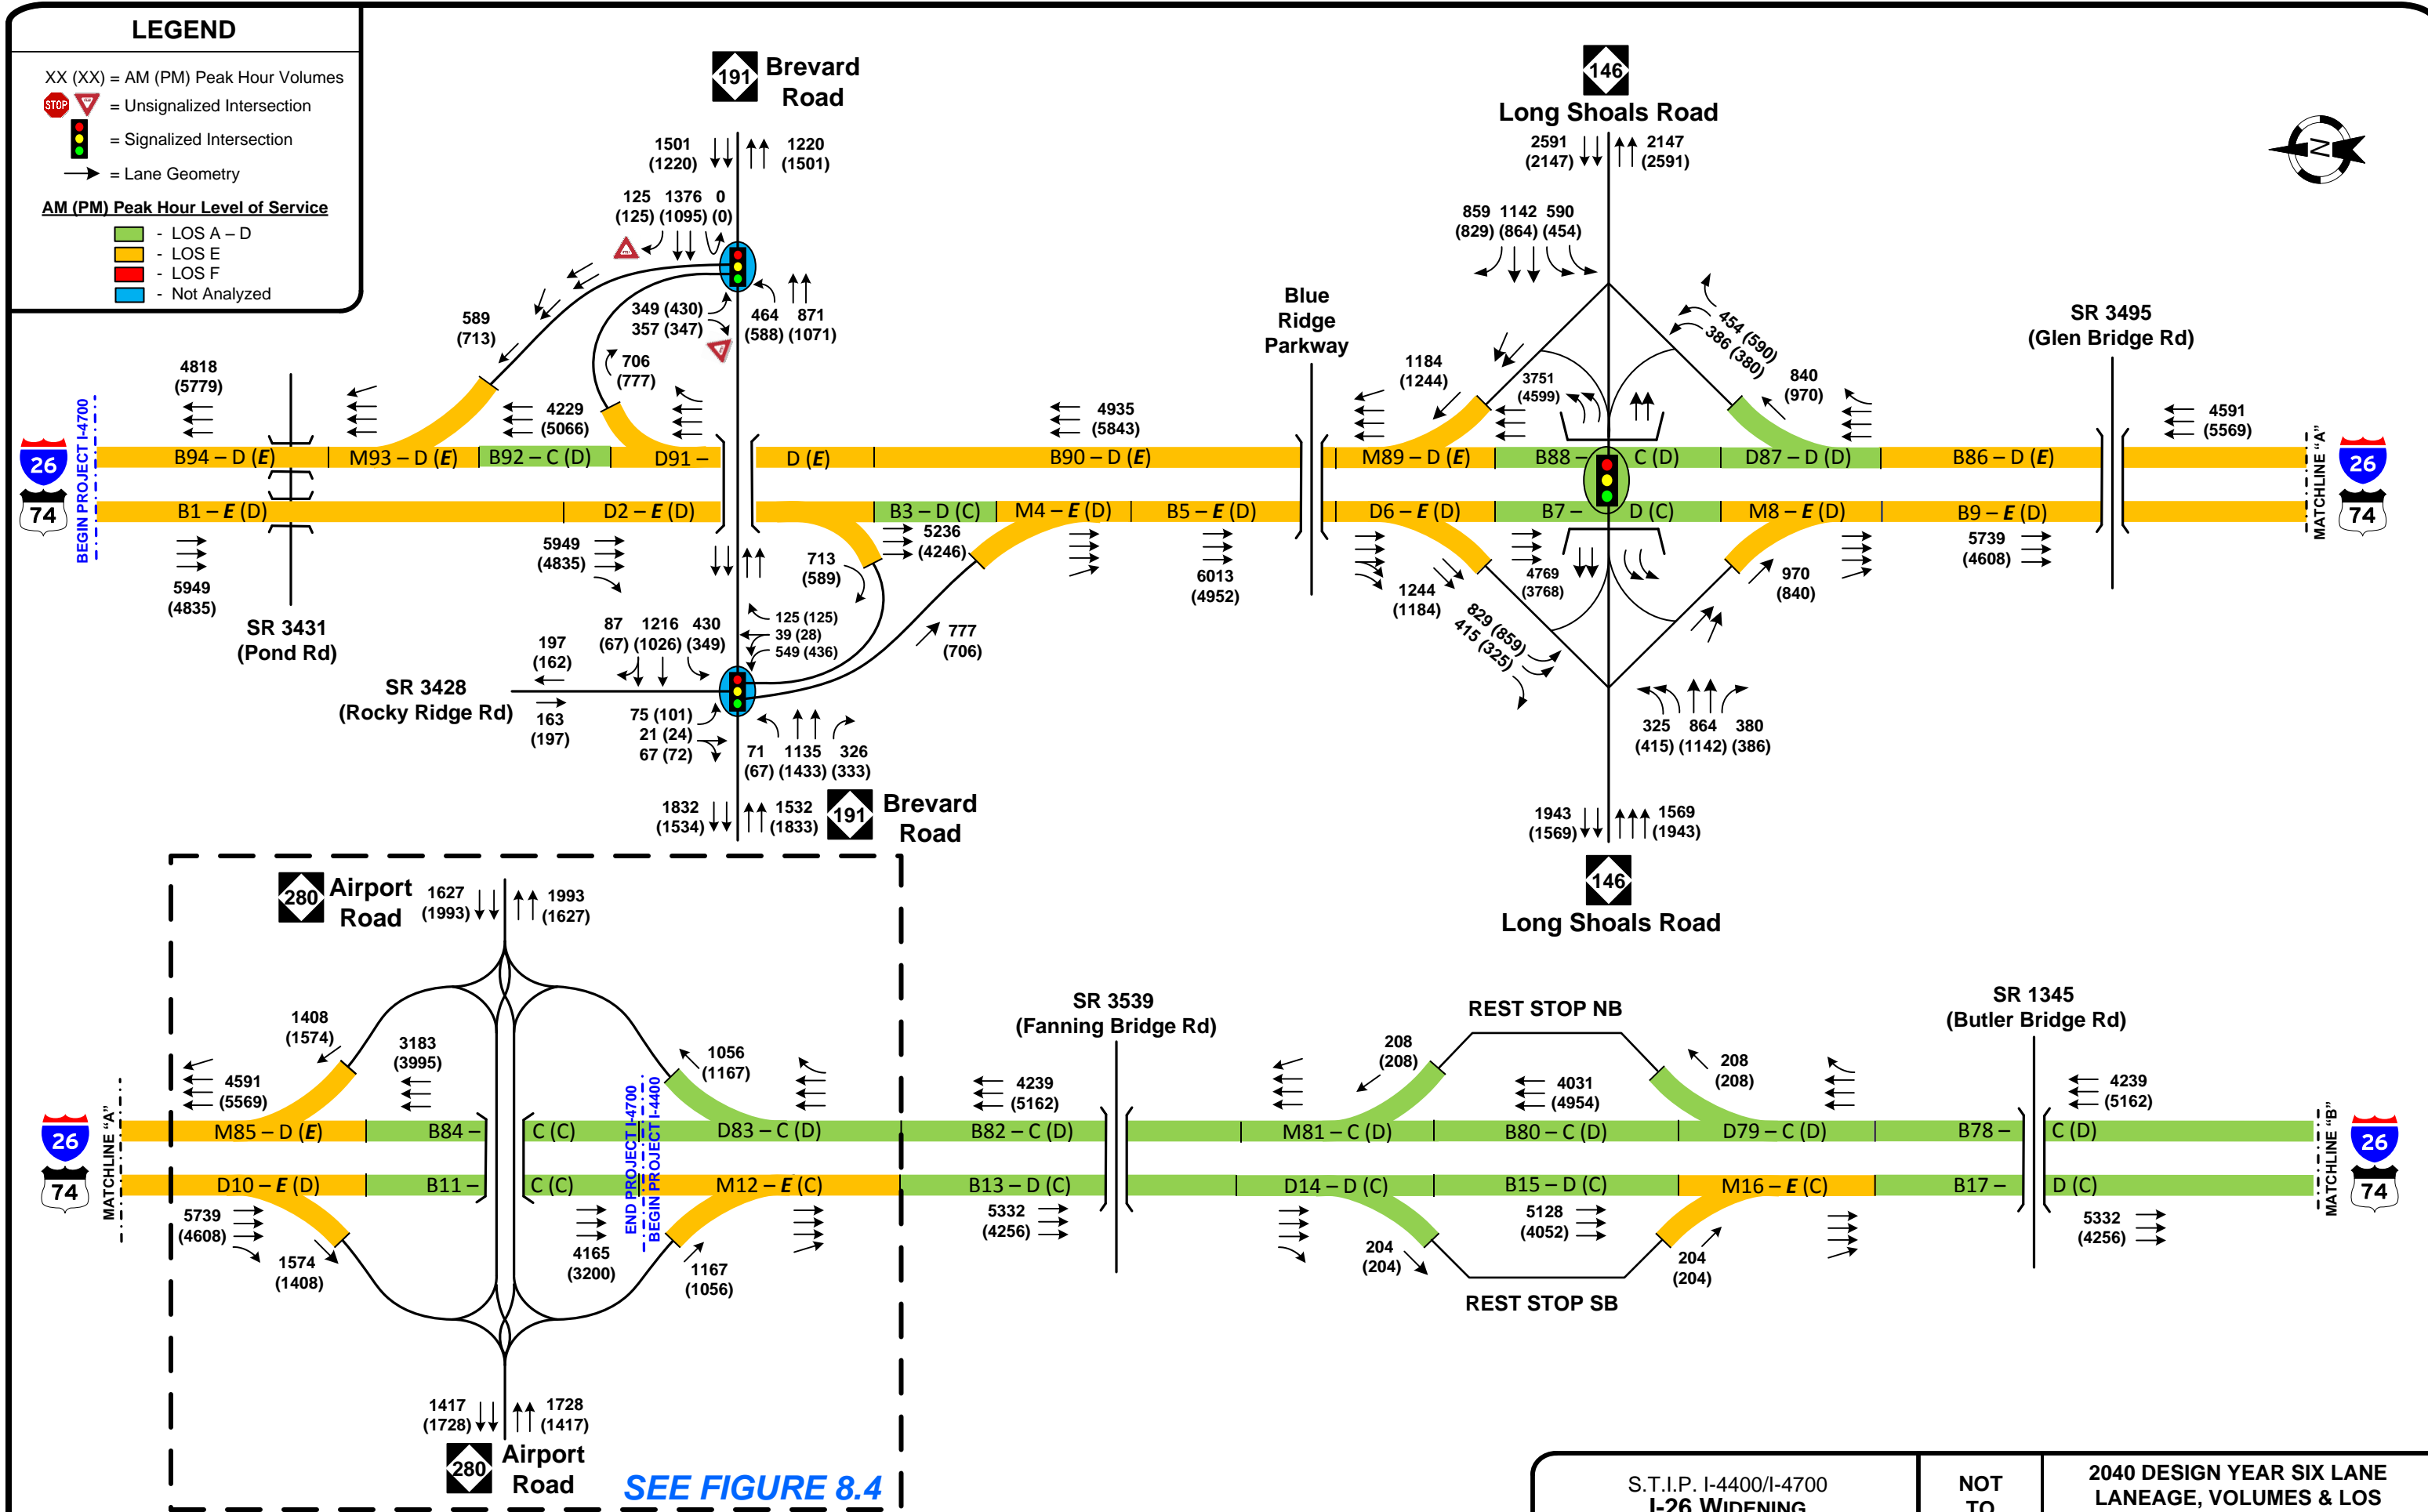 LEGEND
XX (XX) = AM (PM) Peak Hour Volumes
STOP = Unsignalized Intersection
= Signalized Intersection
= Lane Geometry
AM (PM) Peak Hour Level of Service
- LOS A – D
- LOS E
- LOS F
- Not Analyzed
191 Brevard
Road
1501
(1220)
1220
(1501)
125 1376 0
(125) (1095) (0)
349 (430)
357 (347)
464 871
(588) (1071)
589
(713)
706
(777)
4818
(5779)
4229
(5066)
4935
(5843)
Blue
Ridge
Parkway
146
Long Shoals Road
2591
(2147)
2147
(2591)
859 1142 590
(829) (864) (454)
454 (590)
386 (380)
1184
(1244)
3751
(4599)
840
(970)
SR 3495
(Glen Bridge Rd)
4591
(5569)
N
BEGIN PROJECT I-4700
26
74
B94 – D (E)
M93 – D (E)
B92 – C (D)
D91 – D (E)
B90 – D (E)
M89 – D (E)
B88 – C (D)
D87 – D (D)
B86 – D (E)
B1 – E (D)
D2 – E (D)
B3 – D (C)
M4 – E (D)
B5 – E (D)
D6 – E (D)
B7 – D (C)
M8 – E (D)
B9 – E (D)
MATCHLINE “A”
26
74
5949
(4835)
SR 3431
(Pond Rd)
5949
(4835)
713
(589)
5236
(4246)
6013
(4952)
1244
(1184)
4769
(3768)
970
(840)
5739
(4608)
829 (859)
415 (325)
125 (125)
39 (28)
549 (436)
87 1216 430
(67) (1026) (349)
777
(706)
197
(162)
SR 3428
(Rocky Ridge Rd)
163
(197)
75 (101)
21 (24)
67 (72)
71 1135 326
(67) (1433) (333)
325 864 380
(415) (1142) (386)
1832
(1534)
1532
(1833)
191 Brevard
Road
1943
(1569)
1569
(1943)
146
Long Shoals Road
280 Airport
Road
1627
(1993)
1993
(1627)
1408
(1574)
3183
(3995)
4591
(5569)
1056
(1167)
END PROJECT I-4700
BEGIN PROJECT I-4400
4239
(5162)
SR 3539
(Fanning Bridge Rd)
REST STOP NB
208
(208)
4031
(4954)
208
(208)
SR 1345
(Butler Bridge Rd)
4239
(5162)
26
74
MATCHLINE “A”
M85 – D (E)
B84 – C (C)
D83 – C (D)
B82 – C (D)
M81 – C (D)
B80 – C (D)
D79 – C (D)
B78 – C (D)
D10 – E (D)
B11 – C (C)
M12 – E (C)
B13 – D (C)
D14 – D (C)
B15 – D (C)
M16 – E (C)
B17 – D (C)
MATCHLINE “B”
26
74
5739
(4608)
1574
(1408)
4165
(3200)
1167
(1056)
5332
(4256)
204
(204)
5128
(4052)
204
(204)
5332
(4256)
REST STOP SB
1417
(1728)
1728
(1417)
280 Airport
Road
SEE FIGURE 8.4
S.T.I.P. I-4400/I-4700
I-26 WIDENING
NOT
TO
2040 DESIGN YEAR SIX LANE
LANEAGE, VOLUMES & LOS